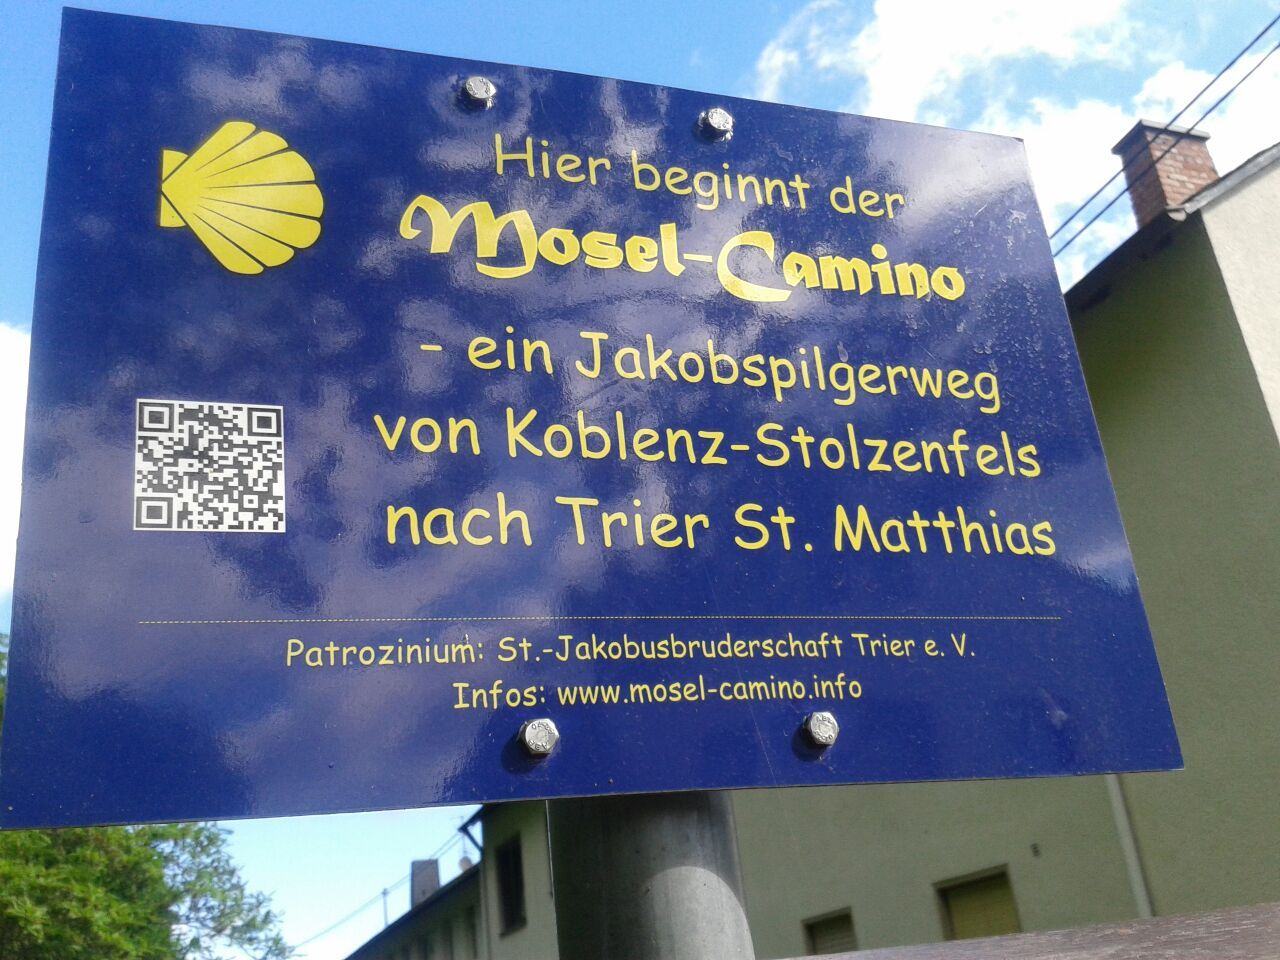 Hier beginnt der
Mosel-Camino
- ein Jakobspilgerweg
von Koblenz-Stolzenfels
nach Trier St. Matthias
Patrozinium: St.-Jakobusbruderschaft Trier e. V.
Infos: www.mosel-camino.info